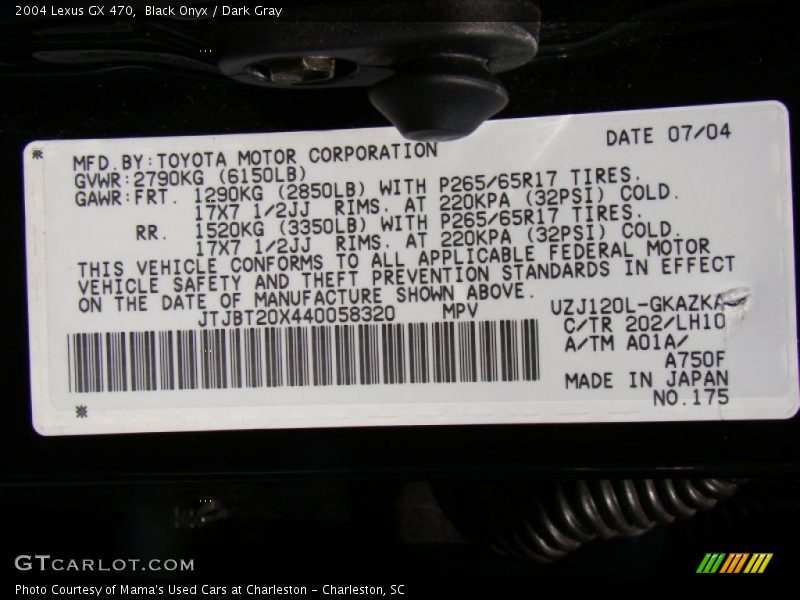 2004 Lexus GX 470,  Black Onyx / Dark Gray
DATE 07/04
MFD.BY:TOYOTA MOTOR CORPORATION
GVWR:2790KG (6150LB)
GAWR:FRT. 1290KG (2850LB) WITH P265/65R17 TIRES.
17X7 1/2JJ RIMS. AT 220KPA (32PSI) COLD.
RR. 1520KG (3350LB) WITH P265/65R17 TIRES.
17X7 1/2JJ RIMS. AT 220KPA (32PSI) COLD.
THIS VEHICLE CONFORMS TO ALL APPLICABLE FEDERAL MOTOR
VEHICLE SAFETY AND THEFT PREVENTION STANDARDS IN EFFECT
ON THE DATE OF MANUFACTURE SHOWN ABOVE.
JTJBT20X440058320 MPV
UZJ120L-GKAZKA
C/TR 202/LH10
A/TM A01A/
A750F
MADE IN JAPAN
NO.175
GTCARLOT.COM
Photo Courtesy of Mama's Used Cars at Charleston - Charleston, SC